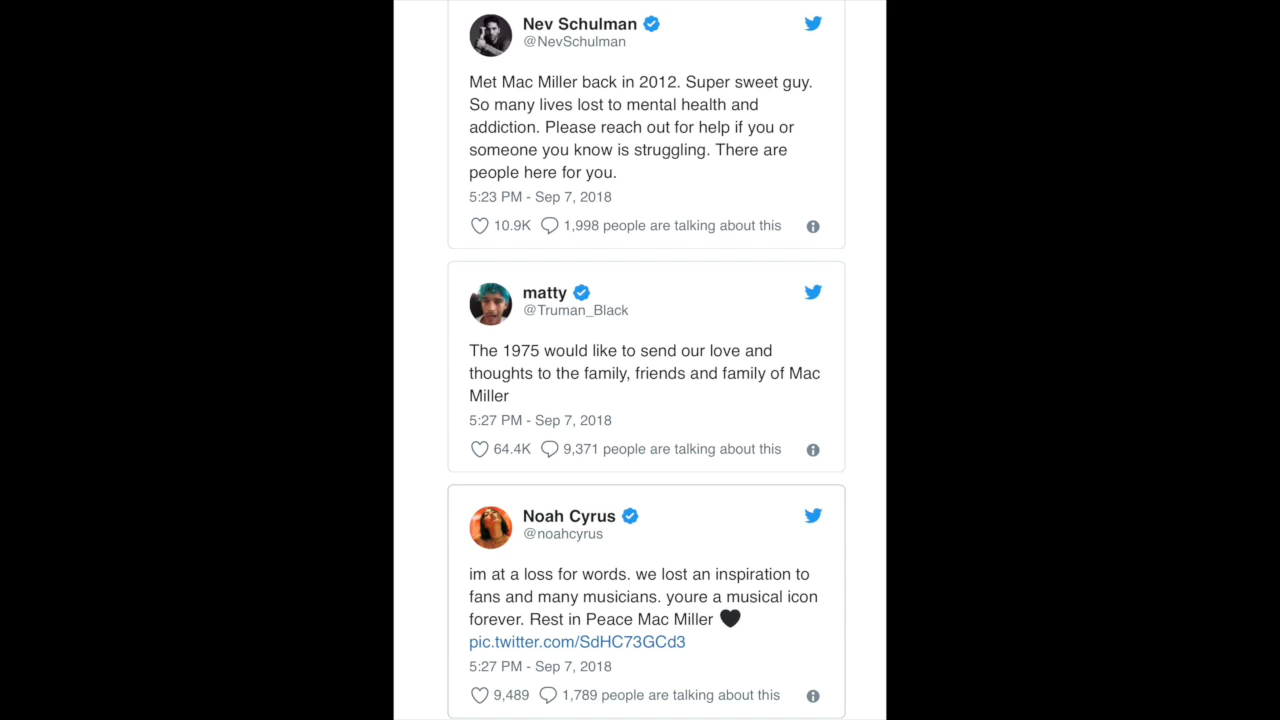 Nev Schulman
@NevSchulman
Met Mac Miller back in 2012. Super sweet guy.
So many lives lost to mental health and
addiction. Please reach out for help if you or
someone you know is struggling. There are
people here for you.
5:23 PM - Sep 7, 2018
10.9K 1,998 people are talking about this
matty
@Truman_Black
The 1975 would like to send our love and
thoughts to the family, friends and family of Mac
Miller
5:27 PM - Sep 7, 2018
64.4K 9,371 people are talking about this
Noah Cyrus
@noahcyrus
im at a loss for words. we lost an inspiration to
fans and many musicians. youre a musical icon
forever. Rest in Peace Mac Miller 🖤
pic.twitter.com/SdHC73GCd3
5:27 PM - Sep 7, 2018
9,489 1,789 people are talking about this